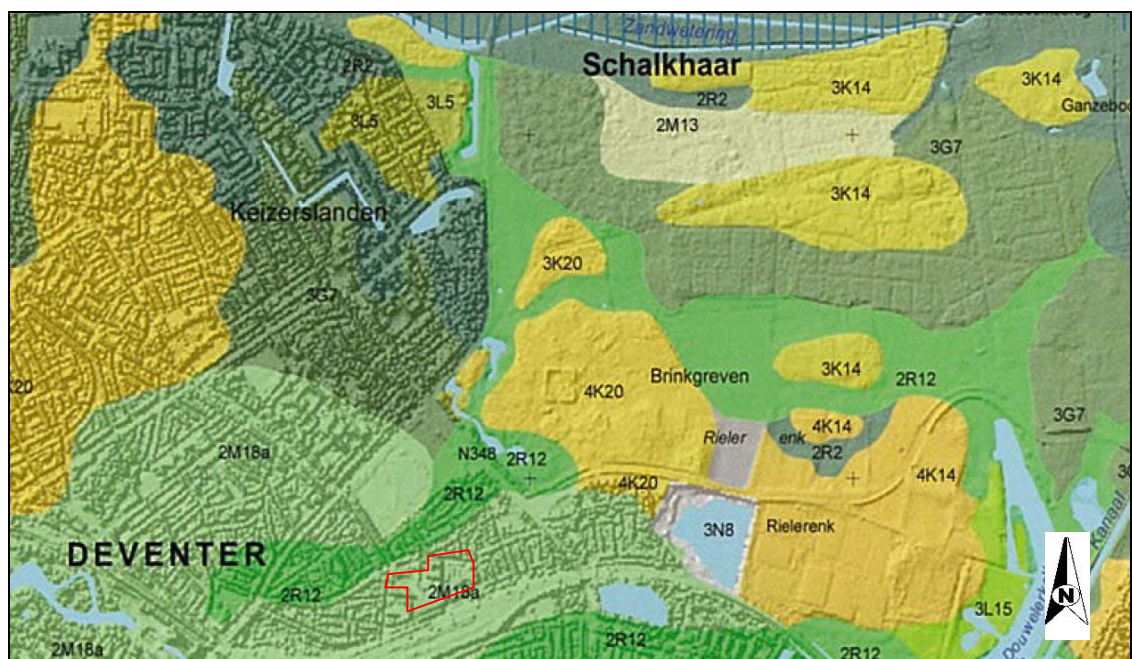 Zandwetering
2R2
Schalkhaar
3K14
3K14
3L5
2R2
Ganzeboo
3L5
2M13
3G7
3K14
Keizerslanden
3K20
3G7
3K14
Brinkgreven
2R12
20
4K20
3G7
4K14
Rieler
enk
2M18a
N348
2R12
2R2
4K20
4K14
2R12
3N8
Rielerenk
Kanaal
DEVENTER
2R12
2M18a
N
3L15
2R12
2M18a
2R12